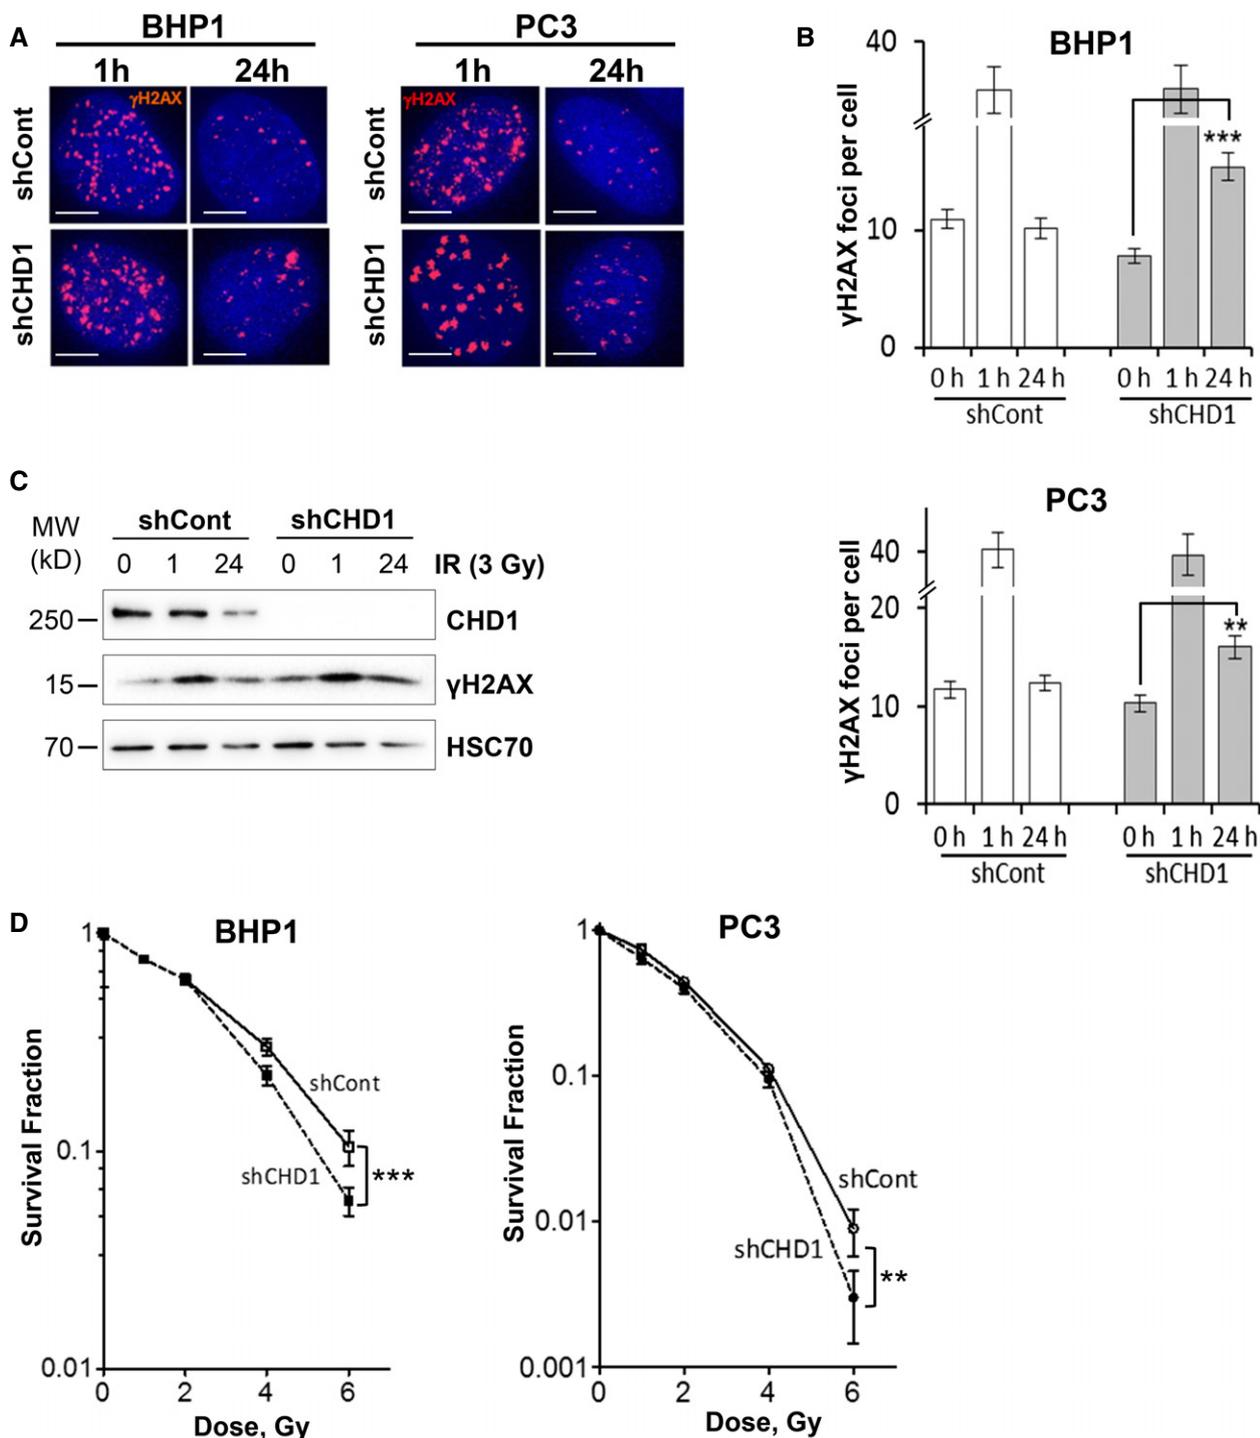 A
BHP1
PC3
1h
24h
1h
24h
shCont
γH2AX
γH2AX
shCHD1
shCHD1
shCont
B
BHP1
γH2AX foci per cell
40
10
0
***
0 h
1 h
24 h
0 h
1 h
24 h
shCont
shCHD1
PC3
γH2AX foci per cell
40
20
10
0
**
0 h
1 h
24 h
0 h
1 h
24 h
shCont
shCHD1
C
MW
(kD)
shCont
shCHD1
0
1
24
0
1
24
IR (3 Gy)
250
CHD1
15
γH2AX
70
HSC70
D
BHP1
Survival Fraction
1
0.1
0.01
shCont
shCHD1
***
0
2
4
6
Dose, Gy
PC3
Survival Fraction
1
0.1
0.01
0.001
shCont
shCHD1
**
0
2
4
6
Dose, Gy